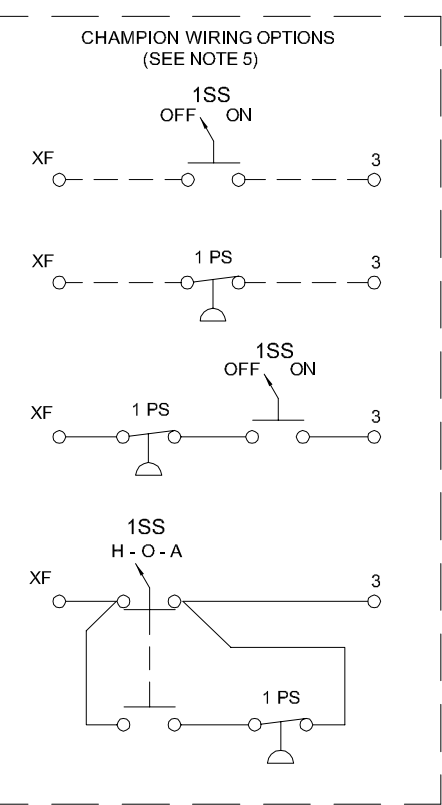 CHAMPION WIRING OPTIONS
(SEE NOTE 5)
1SS
OFF ON
XF 3
1 PS
XF 3
1SS
OFF ON
XF 1 PS 3
1SS
H - O - A
XF 3
1 PS